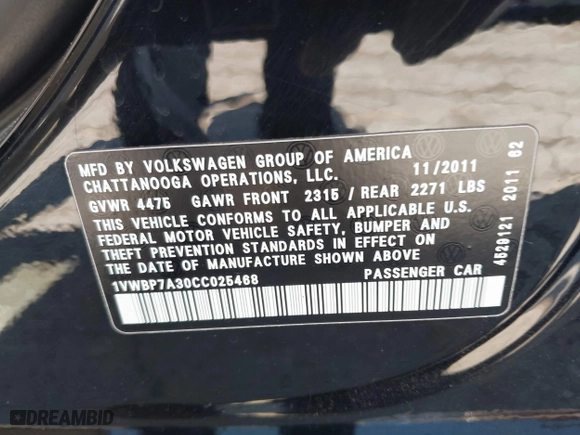 MFD BY VOLKSWAGEN GROUP OF AMERICA
CHATTANOOGA OPERATIONS, LLC. 11/2011
GVWR 4475 GAWR FRONT 2315 / REAR 2271 LBS
THIS VEHICLE CONFORMS TO ALL APPLICABLE U.S.
FEDERAL MOTOR VEHICLE SAFETY, BUMPER AND
THEFT PREVENTION STANDARDS IN EFFECT ON
THE DATE OF MANUFACTURE SHOWN ABOVE
1VWBP7A30CC025468 PASSENGER CAR
4529121 2011 62
DREAMBID